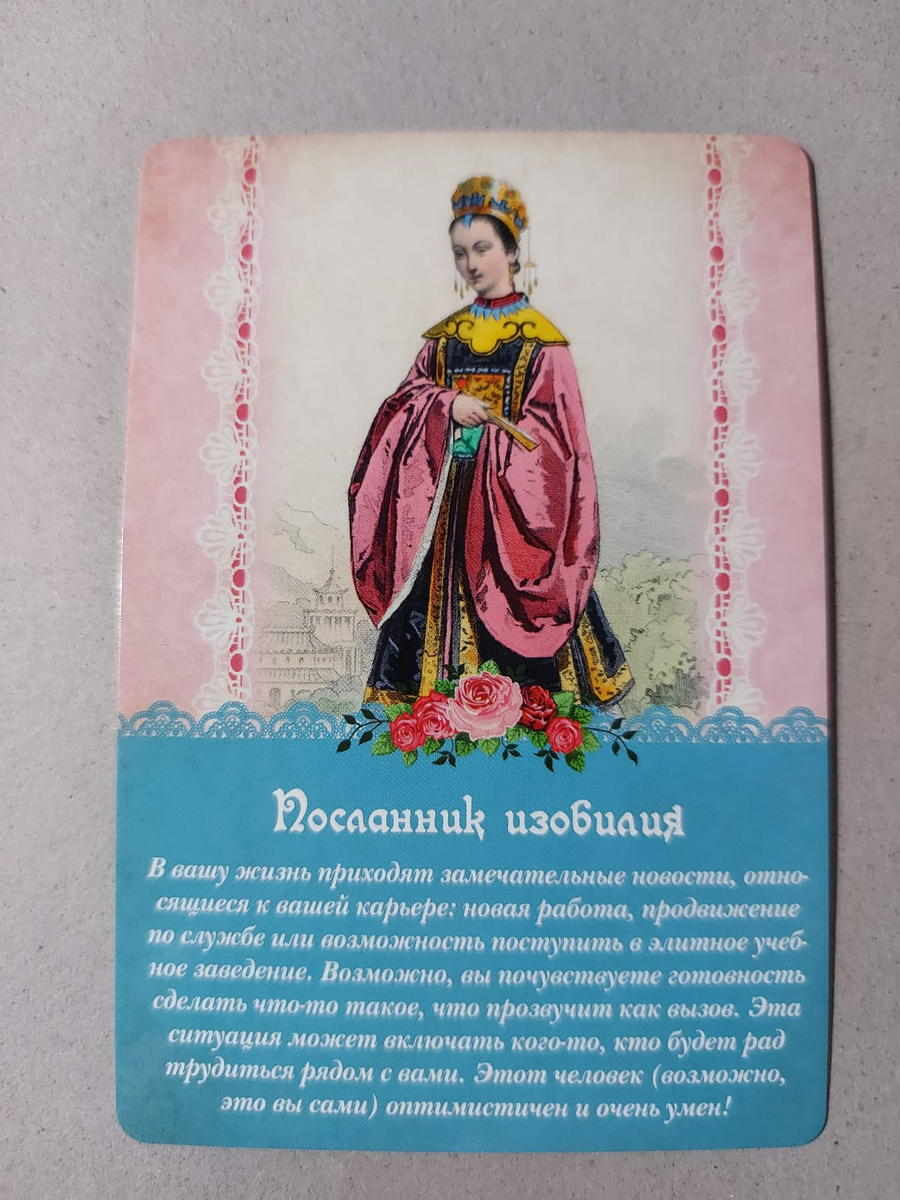 Посланник изобилия
В вашу жизнь приходят замечательные новости, отно-
сящиеся к вашей карьере: новая работа, продвижение
по службе или возможность поступить в элитное учеб-
ное заведение. Возможно, вы почувствуете готовность
сделать что-то такое, что прозвучит как вызов. Эта
ситуация может включать кого-то, кто будет рад
трудиться рядом с вами. Этот человек (возможно,
это вы сами) оптимистичен и очень умен!